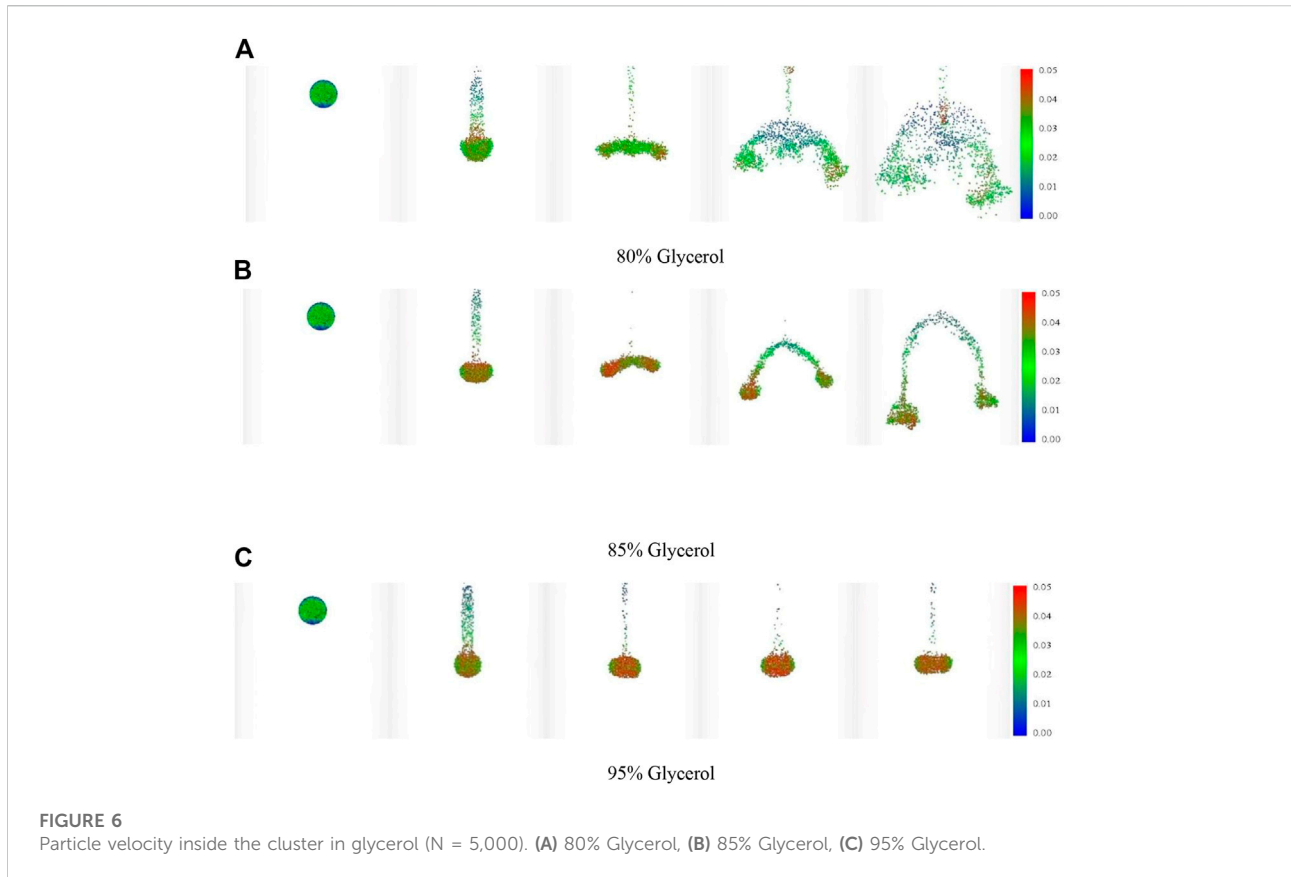 A
0.05
0.04
0.03
0.02
0.01
0.00
80% Glycerol
B
0.05
0.04
0.03
0.02
0.01
0.00
85% Glycerol
C
0.05
0.04
0.03
0.02
0.01
0.00
95% Glycerol
FIGURE 6
Particle velocity inside the cluster in glycerol (N = 5,000). (A) 80% Glycerol, (B) 85% Glycerol, (C) 95% Glycerol.